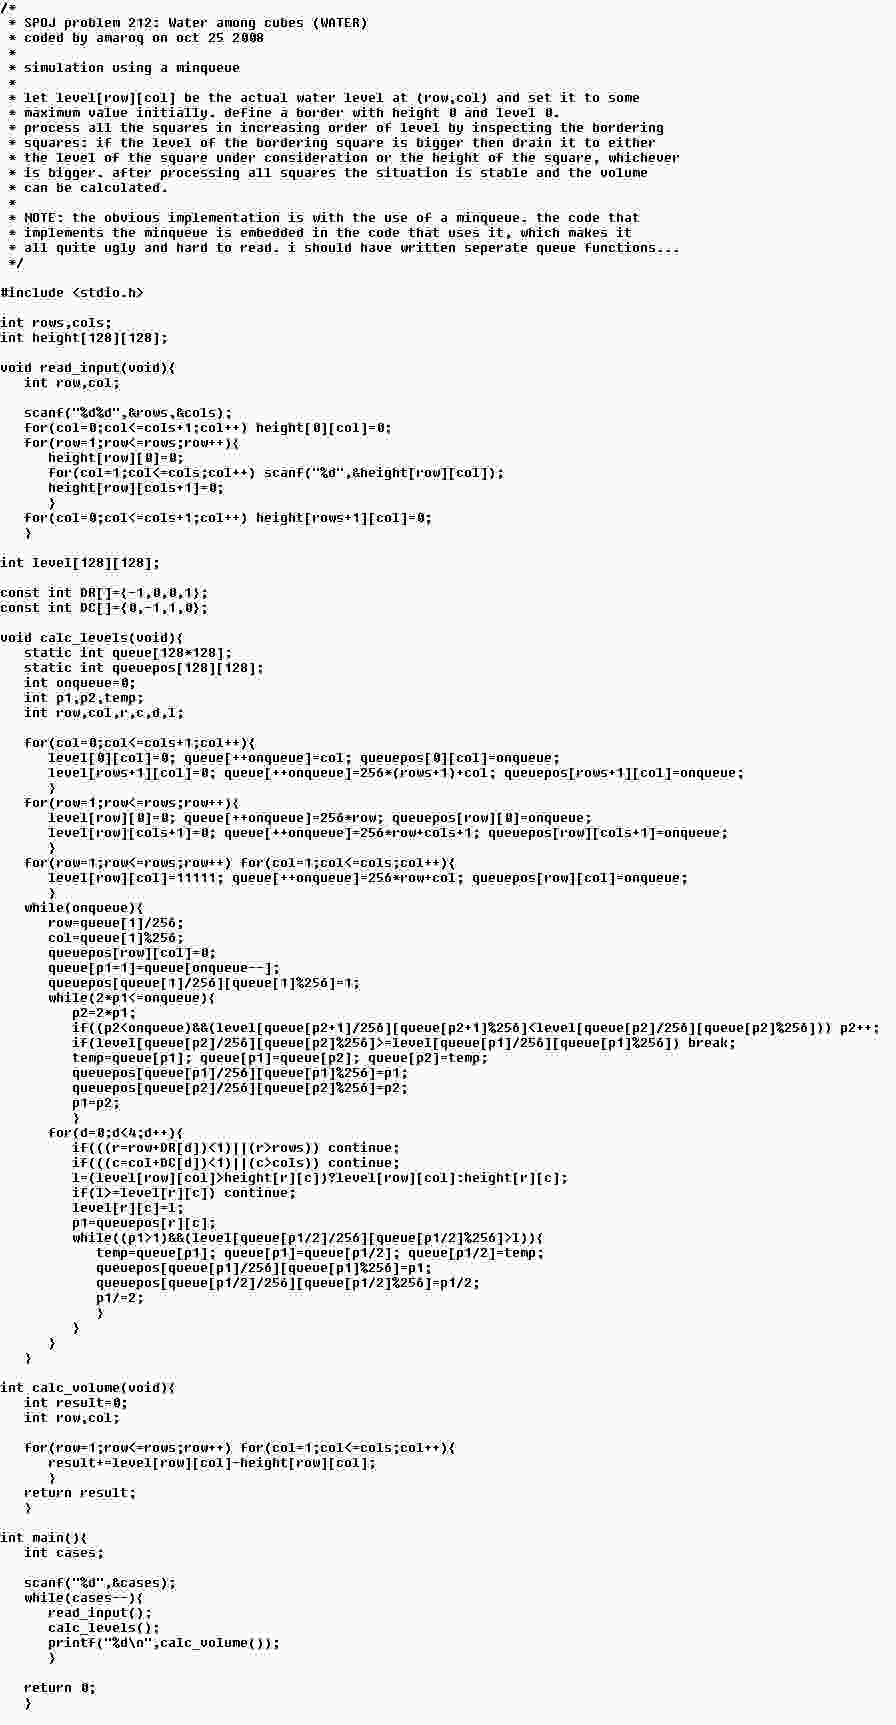 /*
 * SPOJ problem 212: Water among cubes (WATER)
 * coded by amaroq on oct 25 2008
 *
 * simulation using a minqueue
 *
 * let level[row][col] be the actual water level at (row,col) and set it to some
 * maximum value initially. define a border with height 0 and level 0.
 * process all the squares in increasing order of level by inspecting the bordering
 * squares: if the level of the bordering square is bigger then drain it to either
 * the level of the square under consideration or the height of the square, whichever
 * is bigger. after processing all squares the situation is stable and the volume
 * can be calculated.
 *
 * NOTE: the obvious implementation is with the use of a minqueue. the code that
 * implements the minqueue is embedded in the code that uses it, which makes it
 * all quite ugly and hard to read. i should have written seperate queue functions...
 */

#include <stdio.h>

int rows,cols;
int height[128][128];

void read_input(void){
   int row,col;

   scanf("%d%d",&rows,&cols);
   for(col=0;col<=cols+1;col++) height[0][col]=0;
   for(row=1;row<=rows;row++){
      height[row][0]=0;
      for(col=1;col<=cols;col++) scanf("%d",&height[row][col]);
      height[row][cols+1]=0;
      }
   for(col=0;col<=cols+1;col++) height[rows+1][col]=0;
   }

int level[128][128];

const int DR[]={-1,0,0,1};
const int DC[]={0,-1,1,0};

void calc_levels(void){
   static int queue[128*128];
   static int queuepos[128][128];
   int onqueue=0;
   int p1,p2,temp;
   int row,col,r,c,d,l;

   for(col=0;col<=cols+1;col++){
      level[0][col]=0; queue[++onqueue]=col; queuepos[0][col]=onqueue;
      level[rows+1][col]=0; queue[++onqueue]=256*(rows+1)+col; queuepos[rows+1][col]=onqueue;
      }
   for(row=1;row<=rows;row++){
      level[row][0]=0; queue[++onqueue]=256*row; queuepos[row][0]=onqueue;
      level[row][cols+1]=0; queue[++onqueue]=256*row+cols+1; queuepos[row][cols+1]=onqueue;
      }
   for(row=1;row<=rows;row++) for(col=1;col<=cols;col++){
      level[row][col]=11111; queue[++onqueue]=256*row+col; queuepos[row][col]=onqueue;
      }
   while(onqueue){
      row=queue[1]/256;
      col=queue[1]%256;
      queuepos[row][col]=0;
      queue[p1=1]=queue[onqueue--];
      queuepos[queue[1]/256][queue[1]%256]=1;
      while(2*p1<=onqueue){
         p2=2*p1;
         if((p2<onqueue)&&(level[queue[p2+1]/256][queue[p2+1]%256]<level[queue[p2]/256][queue[p2]%256])) p2++;
         if(level[queue[p2]/256][queue[p2]%256]>=level[queue[p1]/256][queue[p1]%256]) break;
         temp=queue[p1]; queue[p1]=queue[p2]; queue[p2]=temp;
         queuepos[queue[p1]/256][queue[p1]%256]=p1;
         queuepos[queue[p2]/256][queue[p2]%256]=p2;
         p1=p2;
         }
      for(d=0;d<4;d++){
         if(((r=row+DR[d])<1)||(r>rows)) continue;
         if(((c=col+DC[d])<1)||(c>cols)) continue;
         l=(level[row][col]>height[r][c])?level[row][col]:height[r][c];
         if(l>=level[r][c]) continue;
         level[r][c]=l;
         p1=queuepos[r][c];
         while((p1>1)&&(level[queue[p1/2]/256][queue[p1/2]%256]>l)){
            temp=queue[p1]; queue[p1]=queue[p1/2]; queue[p1/2]=temp;
            queuepos[queue[p1]/256][queue[p1]%256]=p1;
            queuepos[queue[p1/2]/256][queue[p1/2]%256]=p1/2;
            p1/=2;
            }
         }
      }
   }

int calc_volume(void){
   int result=0;
   int row,col;

   for(row=1;row<=rows;row++) for(col=1;col<=cols;col++){
      result+=level[row][col]-height[row][col];
      }
   return result;
   }

int main(){
   int cases;

   scanf("%d",&cases);
   while(cases--){
      read_input();
      calc_levels();
      printf("%d\n",calc_volume());
      }

   return 0;
   }